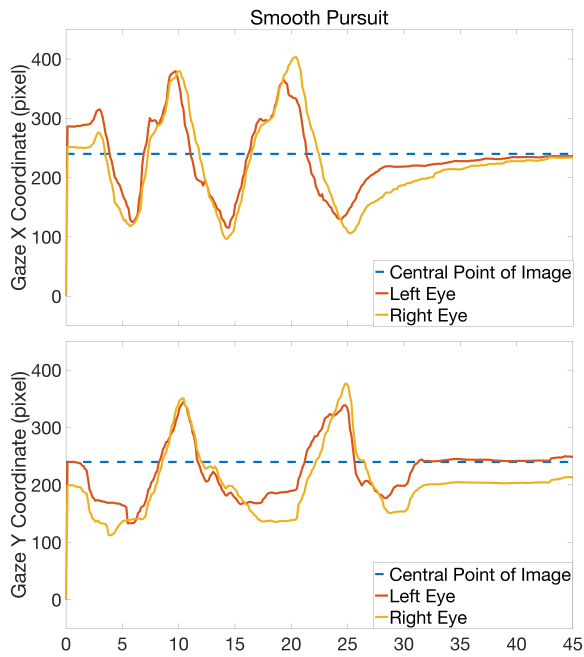 Smooth Pursuit
Gaze X Coordinate (pixel)
400
300
200
100
0
Central Point of Image
Left Eye
Right Eye
Gaze Y Coordinate (pixel)
400
300
200
100
0
Central Point of Image
Left Eye
Right Eye
0 5 10 15 20 25 30 35 40 45